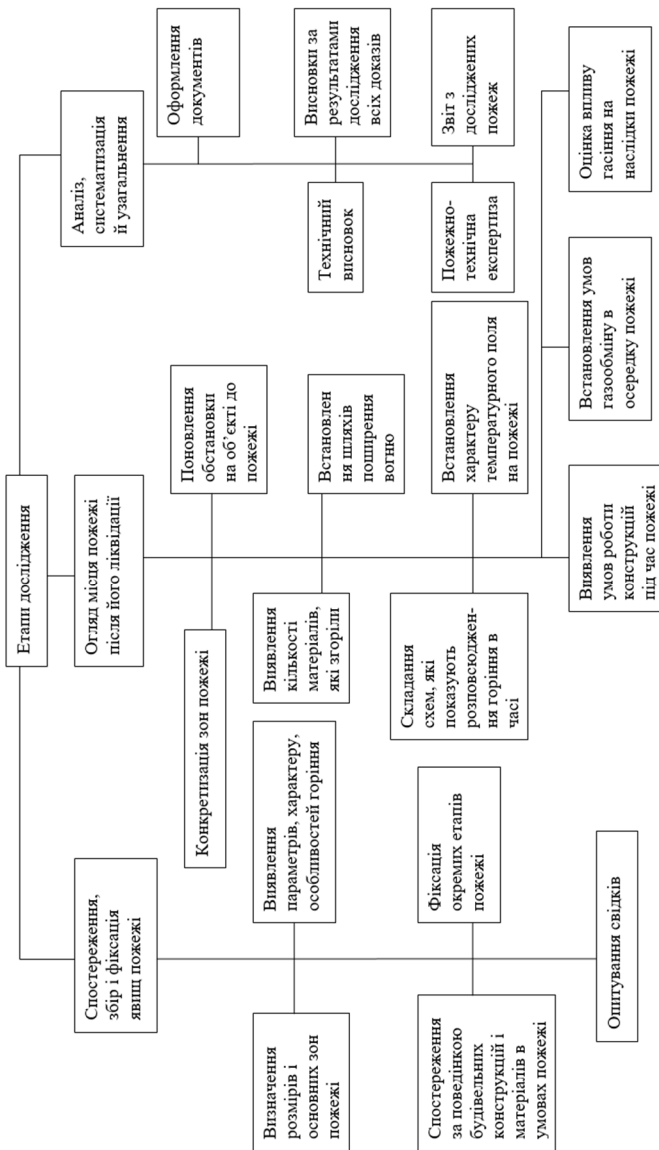 Етапи дослідження
Спостереження,
збір і фіксація
явищ пожежі
Огляд місця пожежі
після його ліквідації
Аналіз,
систематизація
й узагальнення
Визначення
розмірів і
основних зон
пожежі
Виявлення
параметрів, характеру,
особливостей горіння
Спостереження
за поведінкою
будівельних
конструкцій і
матеріалів в
умовах пожежі
Фіксація
окремих етапів
пожежі
Опитування свідків
Конкретизація зон пожежі
Поновлення
обстановки
на об’єкті до
пожежі
Виявлення
кількості
матеріалів,
які згоріли
Встановлен
ня шляхів
поширення
вогню
Складання
схем, які
показують
розповсюджен-
ня горіння в
часі
Встановлення
характеру
температурного поля
на пожежі
Виявлення
умов роботи
конструкцій
під час пожежі
Встановлення умов
газообміну в
осередку пожежі
Оцінка впливу
гасіння на
наслідки пожежі
Оформлення
документів
Технічний
висновок
Висновки за
результатами
дослідження
всіх доказів
Пожежно-
технічна
експертиза
Звіт з
досліджених
пожеж